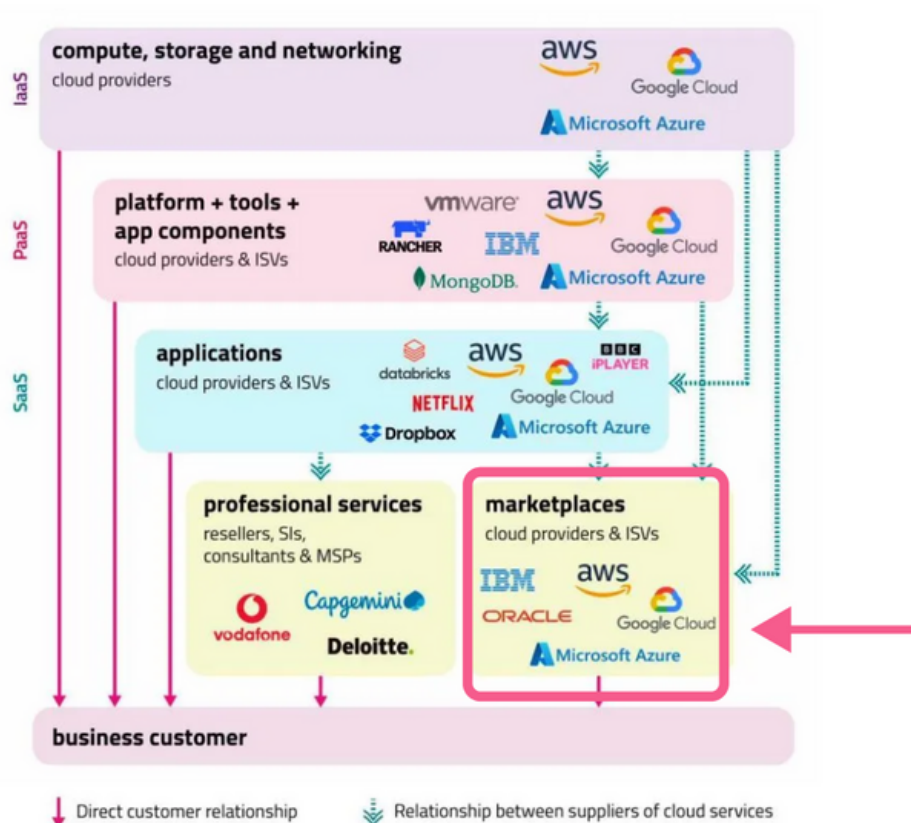 IaaS
compute, storage and networking
cloud providers
aws
Google Cloud
Microsoft Azure
PaaS
platform + tools +
app components
cloud providers & ISVs
vmware
aws
RANCHER
IBM
Google Cloud
MongoDB.
Microsoft Azure
SaaS
applications
cloud providers & ISVs
databricks
aws
BBC
iPLAYER
NETFLIX
Google Cloud
Dropbox
Microsoft Azure
professional services
resellers, SIs,
consultants & MSPs
vodafone
Capgemini
Deloitte.
marketplaces
cloud providers & ISVs
IBM
aws
ORACLE
Google Cloud
Microsoft Azure
business customer
Direct customer relationship
Relationship between suppliers of cloud services